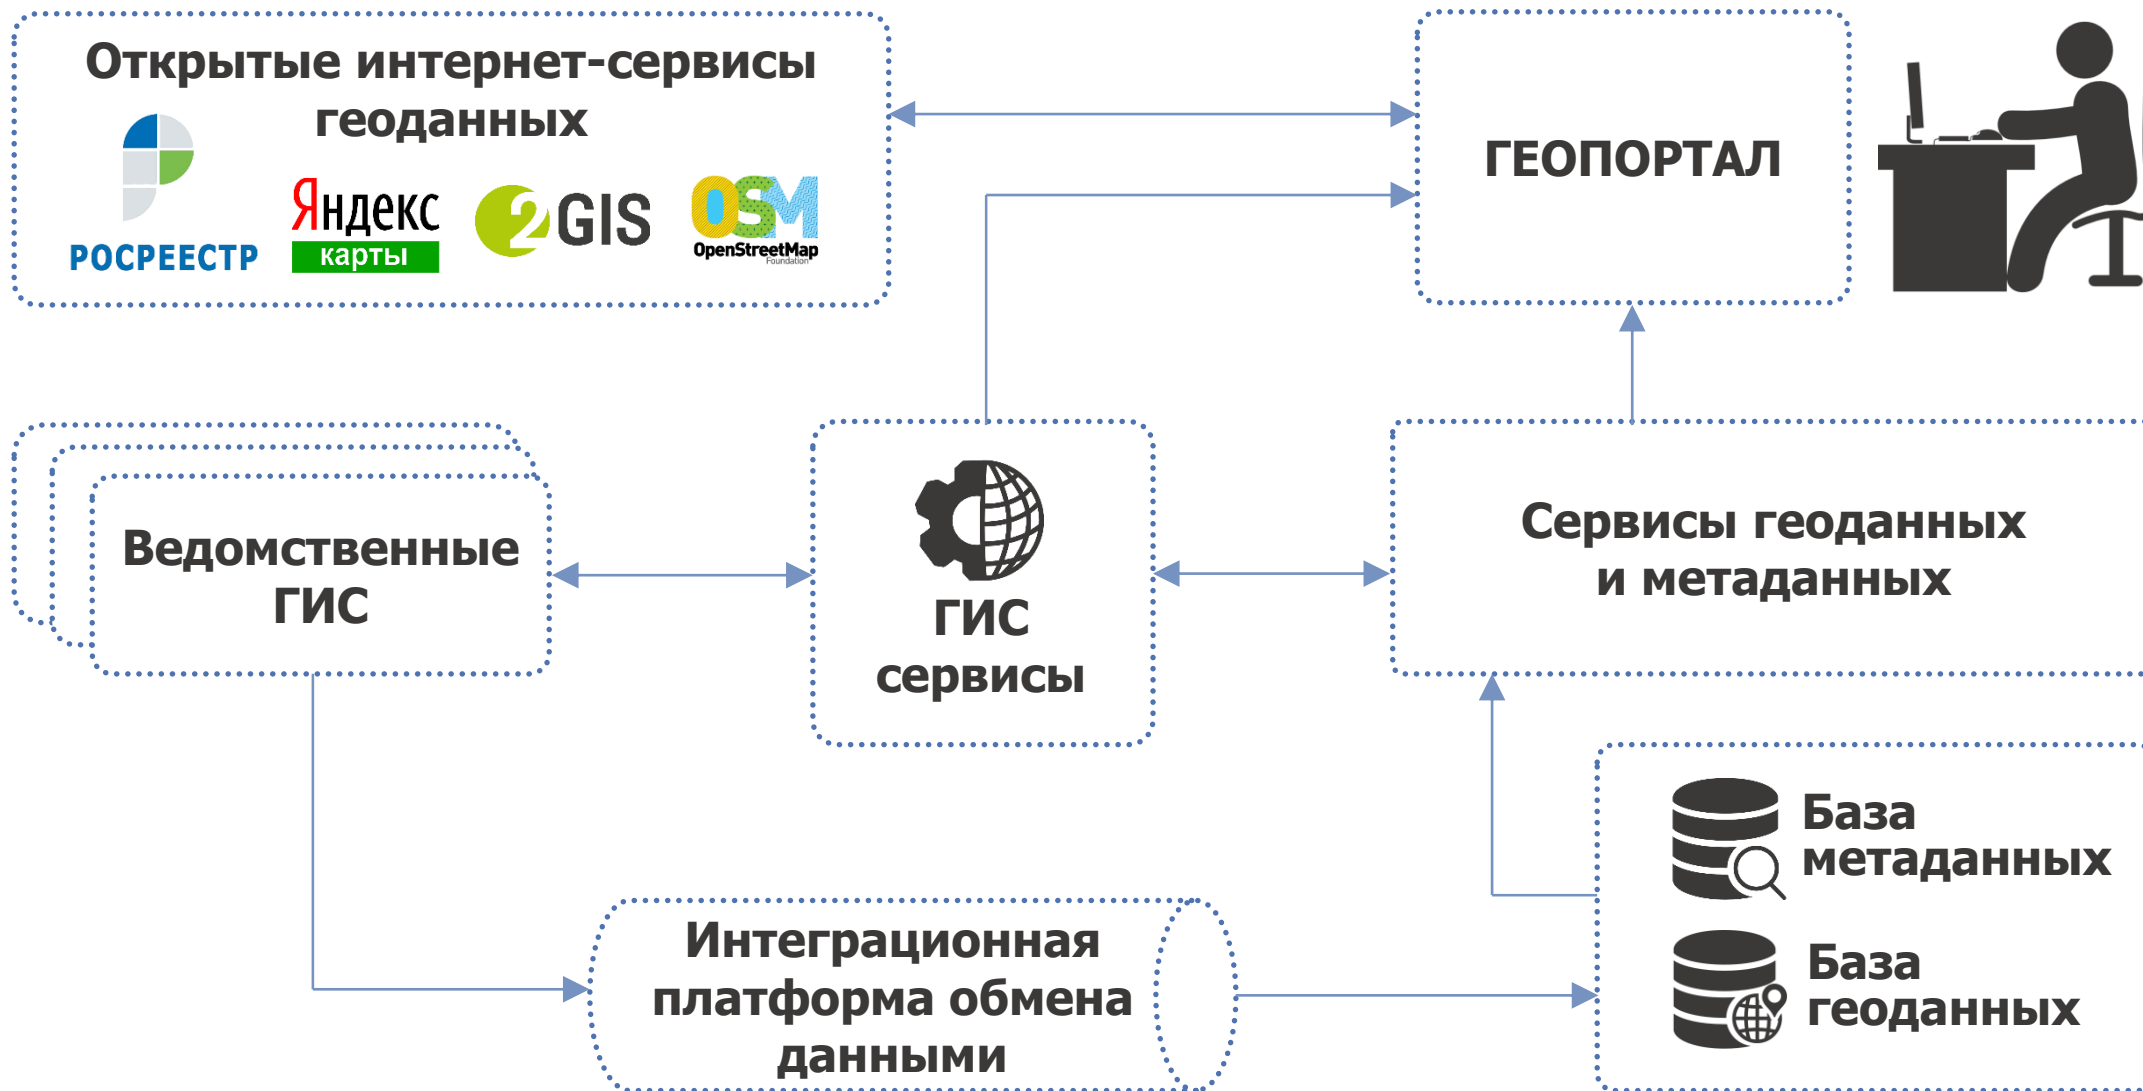 Открытые интернет-сервисы
геоданных
РОСРЕЕСТР
Яндекс
карты
2GIS
OSM
OpenStreetMap
Foundation
ГЕОПОРТАЛ
Ведомственные
ГИС
ГИС
сервисы
Сервисы геоданных
и метаданных
База
метаданных
База
геоданных
Интеграционная
платформа обмена
данными